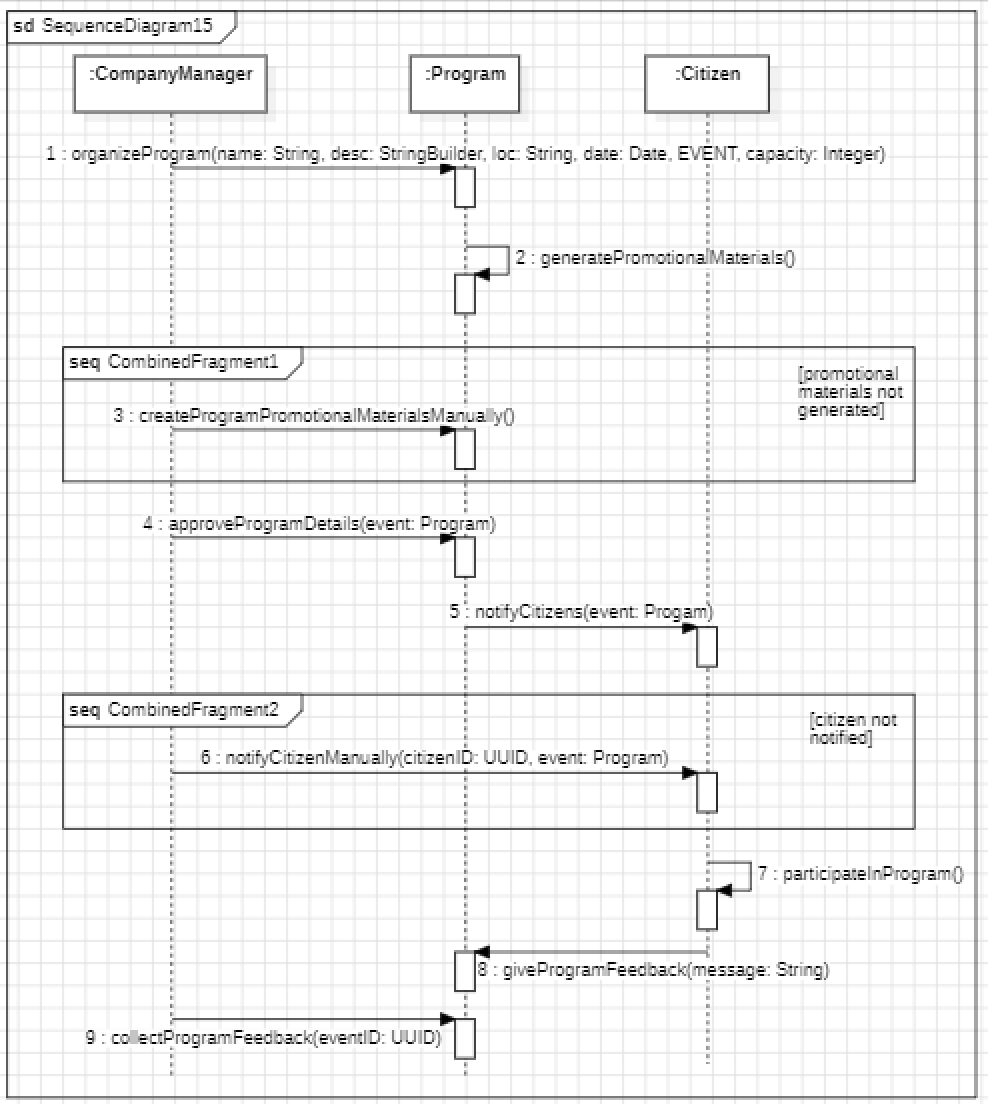 sd SequenceDiagram15
:CompanyManager
:Program
:Citizen
1 : organizeProgram(name: String, desc: StringBuilder, loc: String, date: Date, EVENT, capacity: Integer)
2 : generatePromotionalMaterials()
seq CombinedFragment1
[promotional
materials not
generated]
3 : createProgramPromotionalMaterialsManually()
4 : approveProgramDetails(event: Program)
5 : notifyCitizens(event: Progam)
seq CombinedFragment2
[citizen not
notified]
6 : notifyCitizenManually(citizenID: UUID, event: Program)
7 : participateInProgram()
8 : giveProgramFeedback(message: String)
9 : collectProgramFeedback(eventID: UUID)